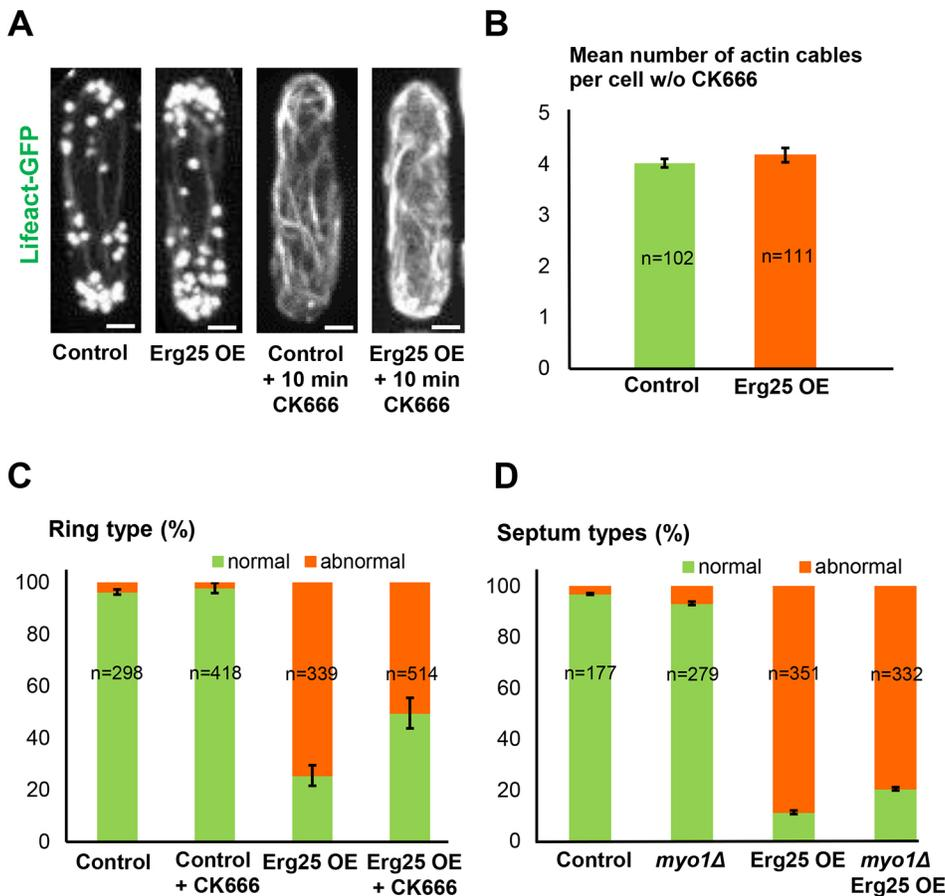 A
Lifeact-GFP
Control
Erg25 OE
Control
+ 10 min
CK666
Erg25 OE
+ 10 min
CK666
B
Mean number of actin cables
per cell w/o CK666
5
4
3
2
1
0
n=102
n=111
Control
Erg25 OE
C
Ring type (%)
normal
abnormal
100
80
60
40
20
0
n=298
n=418
n=339
n=514
Control
Control
+ CK666
Erg25 OE
Erg25 OE
+ CK666
D
Septum types (%)
normal
abnormal
100
80
60
40
20
0
n=177
n=279
n=351
n=332
Control
myo1Δ
Erg25 OE
myo1Δ
Erg25 OE